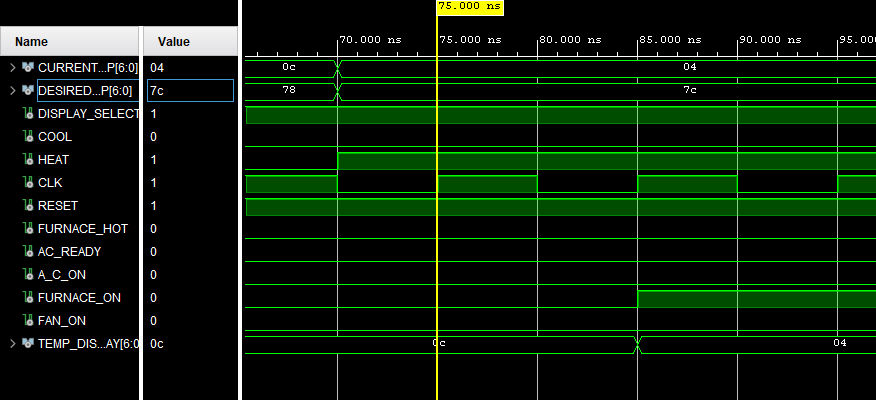 75.000 ns
Name Value
70.000 ns 75.000 ns 80.000 ns 85.000 ns 90.000 ns 95.000
CURRENT...P[6:0] 04 0c 04
DESIRED...P[6:0] 7c 78 7c
DISPLAY_SELECT 1
COOL 0
HEAT 1
CLK 1
RESET 1
FURNACE_HOT 0
AC_READY 0
A_C_ON 0
FURNACE_ON 0
FAN_ON 0
TEMP_DIS...AY[6:0 0c 0c 04